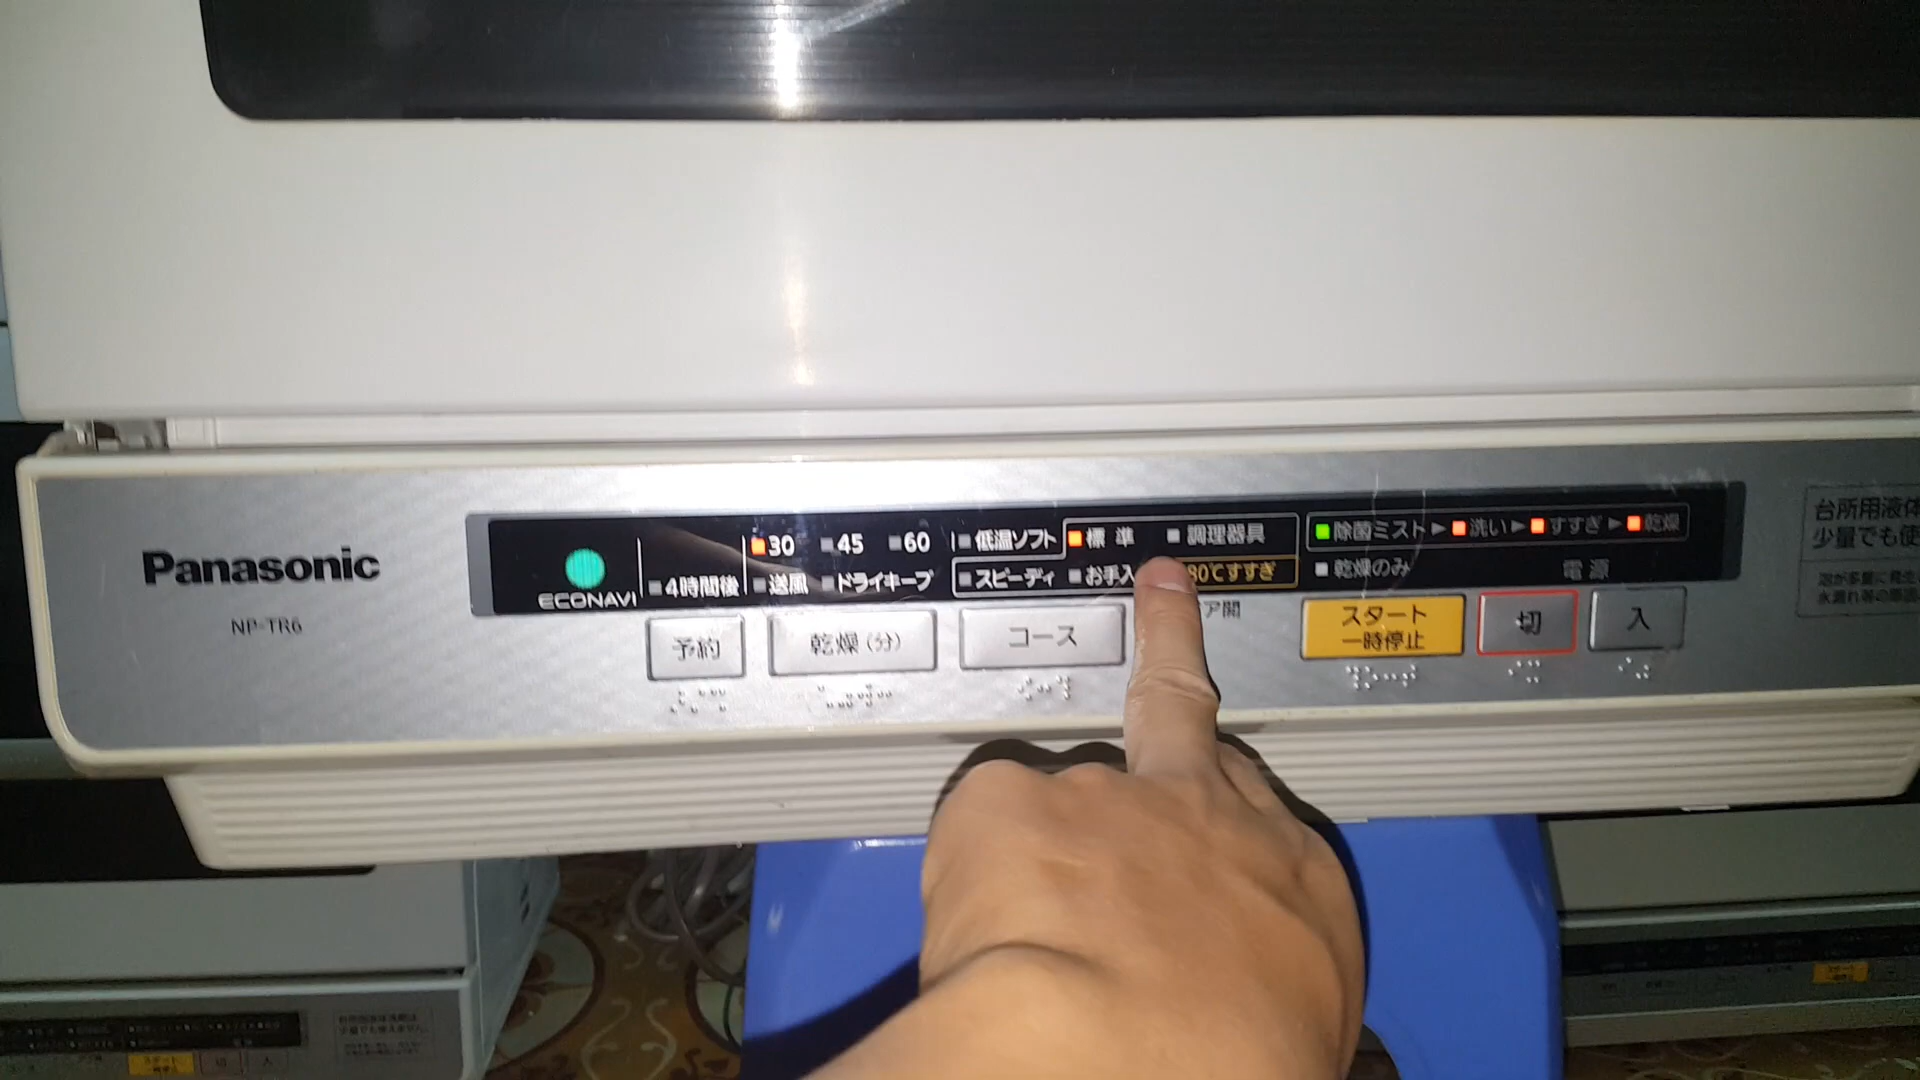 Panasonic
NP-TR6
ECONAVI
4時間後
30 45 60
送風 ドライキープ
低温ソフト 標準 調理器具
スピーディ お手入 80℃すすぎ
除菌ミスト▶洗い▶すすぎ▶乾燥
乾燥のみ
電源
予約
乾燥(分)
コース
ア開
スタート
一時停止
切
入
台所用液体
少量でも使